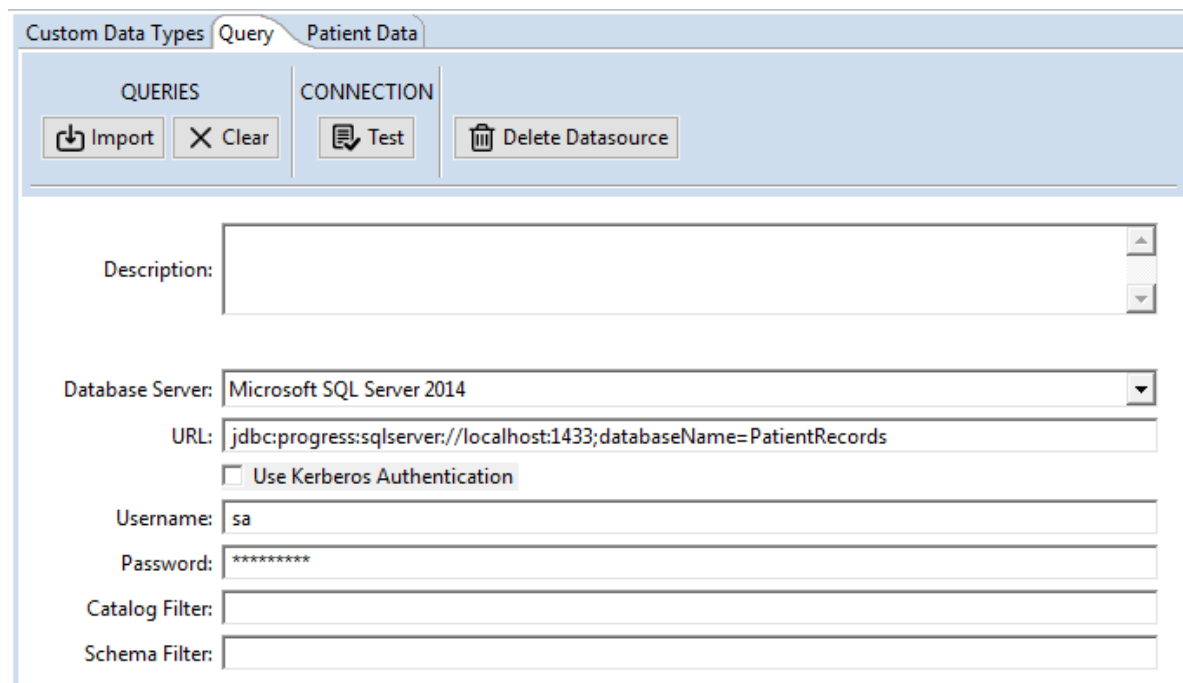 Custom Data Types Query Patient Data
QUERIES CONNECTION
Import Clear Test Delete Datasource
Description:
Database Server: Microsoft SQL Server 2014
URL: jdbc:progress:sqlserver://localhost:1433;databaseName=PatientRecords
Use Kerberos Authentication
Username: sa
Password: *********
Catalog Filter:
Schema Filter: